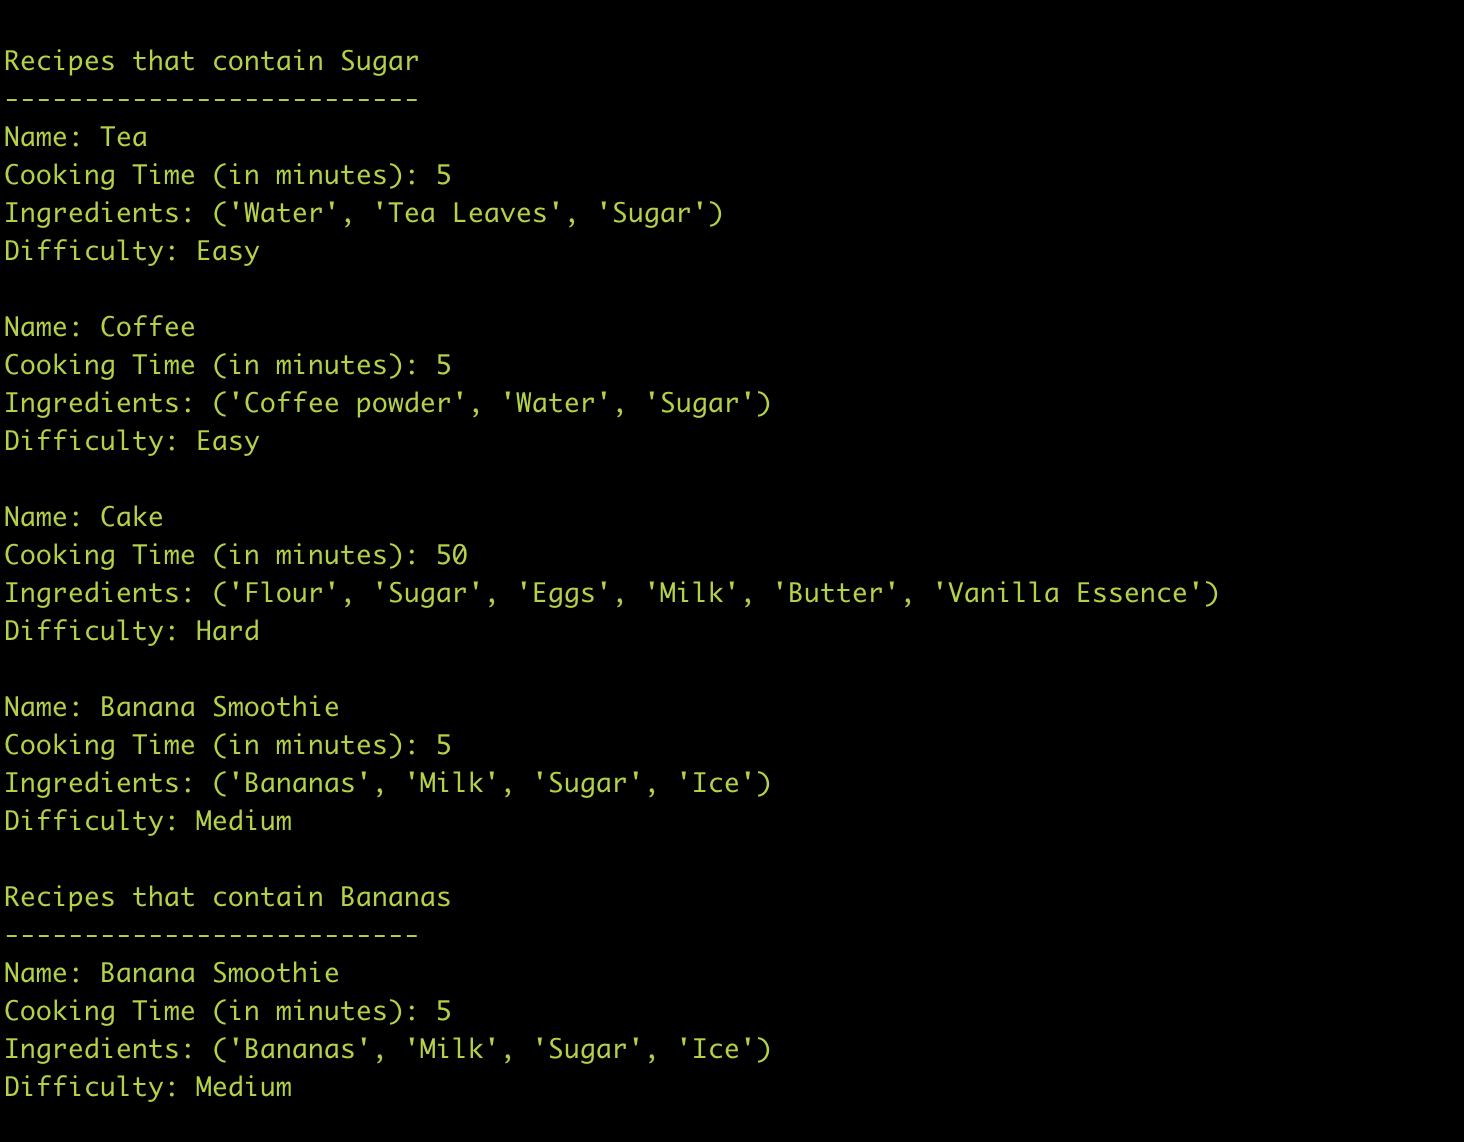 Recipes that contain Sugar
--------------------------
Name: Tea
Cooking Time (in minutes): 5
Ingredients: ('Water', 'Tea Leaves', 'Sugar')
Difficulty: Easy

Name: Coffee
Cooking Time (in minutes): 5
Ingredients: ('Coffee powder', 'Water', 'Sugar')
Difficulty: Easy

Name: Cake
Cooking Time (in minutes): 50
Ingredients: ('Flour', 'Sugar', 'Eggs', 'Milk', 'Butter', 'Vanilla Essence')
Difficulty: Hard

Name: Banana Smoothie
Cooking Time (in minutes): 5
Ingredients: ('Bananas', 'Milk', 'Sugar', 'Ice')
Difficulty: Medium

Recipes that contain Bananas
--------------------------
Name: Banana Smoothie
Cooking Time (in minutes): 5
Ingredients: ('Bananas', 'Milk', 'Sugar', 'Ice')
Difficulty: Medium